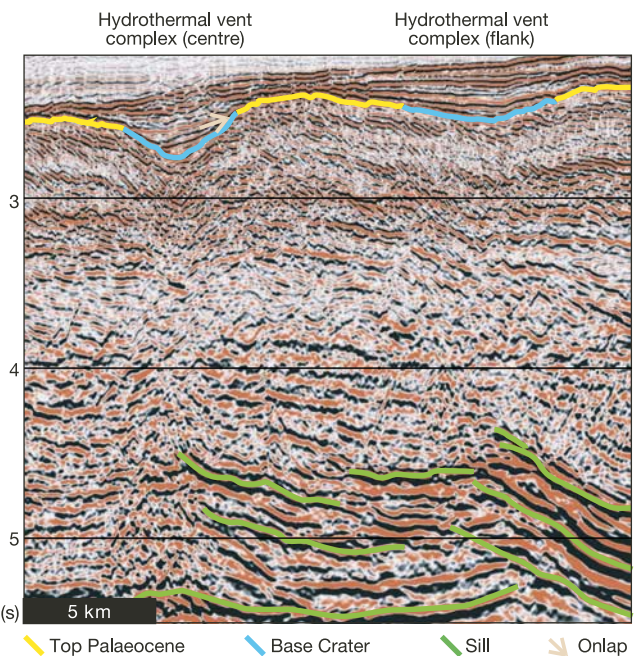 Hydrothermal vent
complex (centre)
Hydrothermal vent
complex (flank)
3
4
5
(s)
5 km
Top Palaeocene
Base Crater
Sill
Onlap